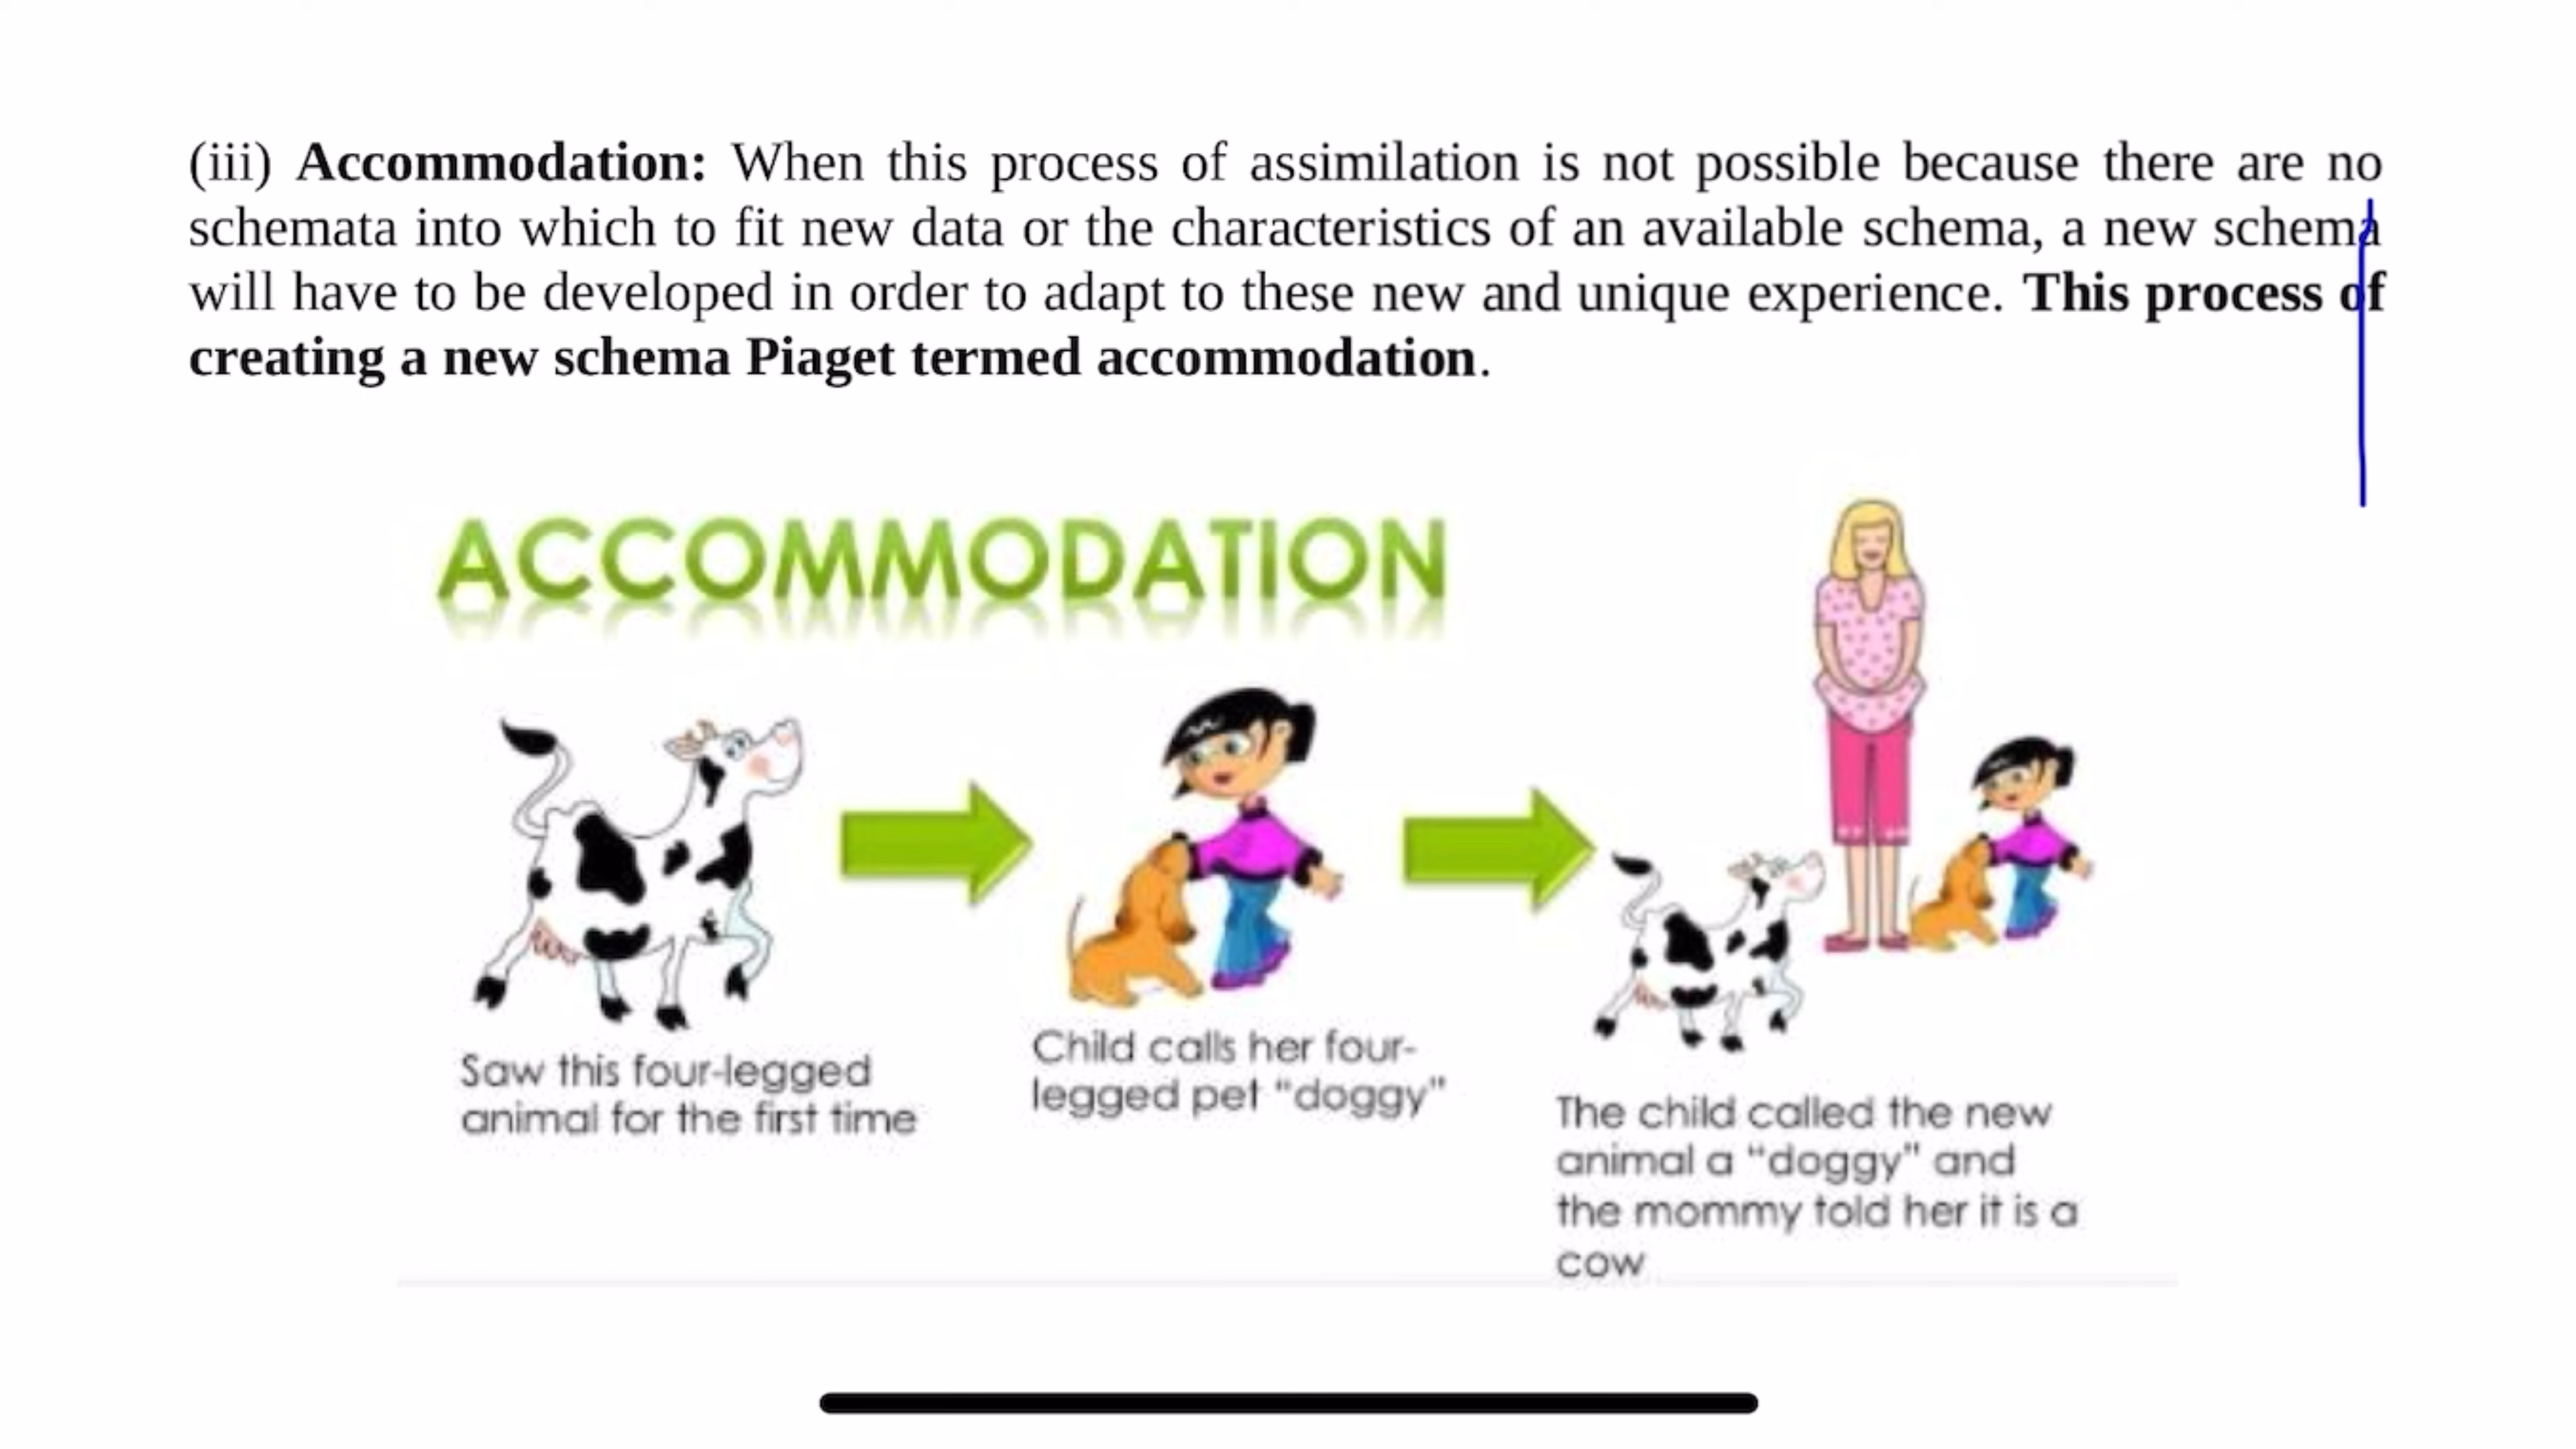 (iii) Accommodation: When this process of assimilation is not possible because there are no
schemata into which to fit new data or the characteristics of an available schema, a new schema
will have to be developed in order to adapt to these new and unique experience. This process of
creating a new schema Piaget termed accommodation.
ACCOMMODATION
Saw this four-legged
animal for the first time
Child calls her four-
legged pet “doggy”
The child called the new
animal a “doggy” and
the mommy told her it is a
cow